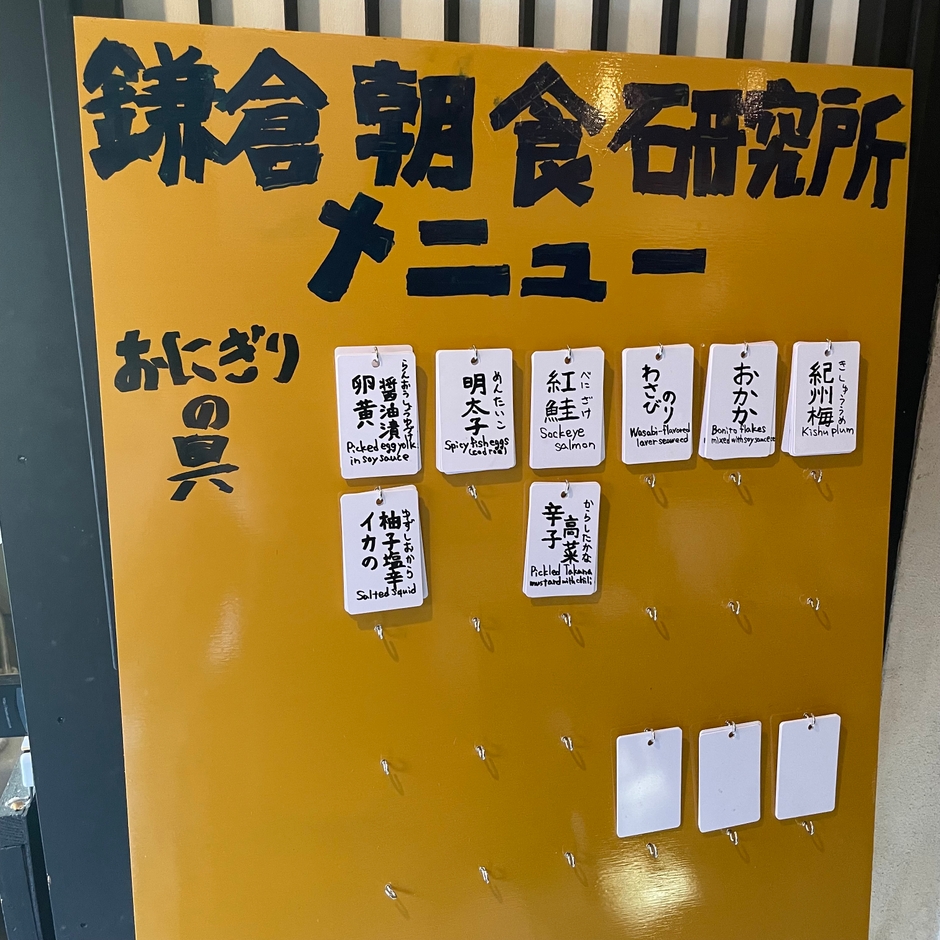 鎌倉朝食研究所
メニュー
おにぎり
の具
きしゅううめ
紀州梅
Kishu plum
おかか
Bonito flakes
mixed with soy sauce
わさび
のり
Wasabi-flavored
laver seaweed
べにざけ
紅鮭
Sockeye
salmon
めんたいこ
明太子
Spicy fish eggs
(cod roe)
らんおうしょうゆづけ
醤油漬
卵黄
Picked egg yolk
in soy sauce
からしたかな
高菜
辛子
Pickled Takana
mustard with chili
ゆずしおから
柚子塩辛
イカの
Salted squid